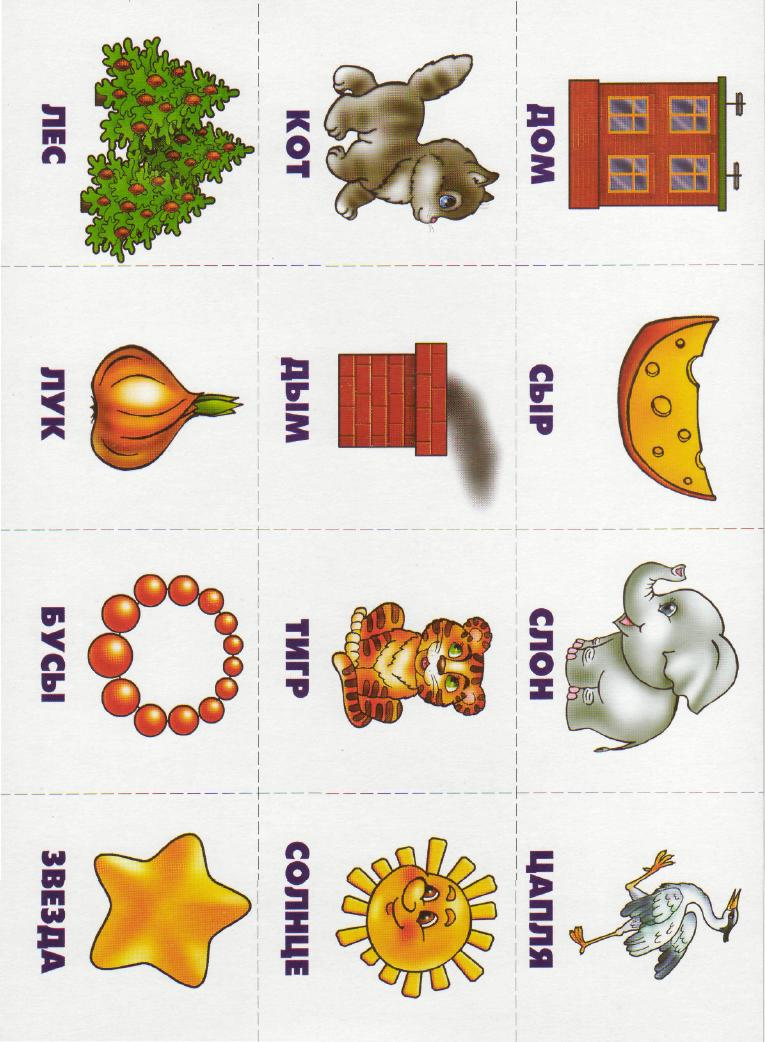 ДОМ
СЫР
СЛОН
ЦАПЛЯ
КОТ
ДЫМ
ТИГР
СОЛНЦЕ
ЛЕС
ЛУК
БУСЫ
ЗВЕЗДА